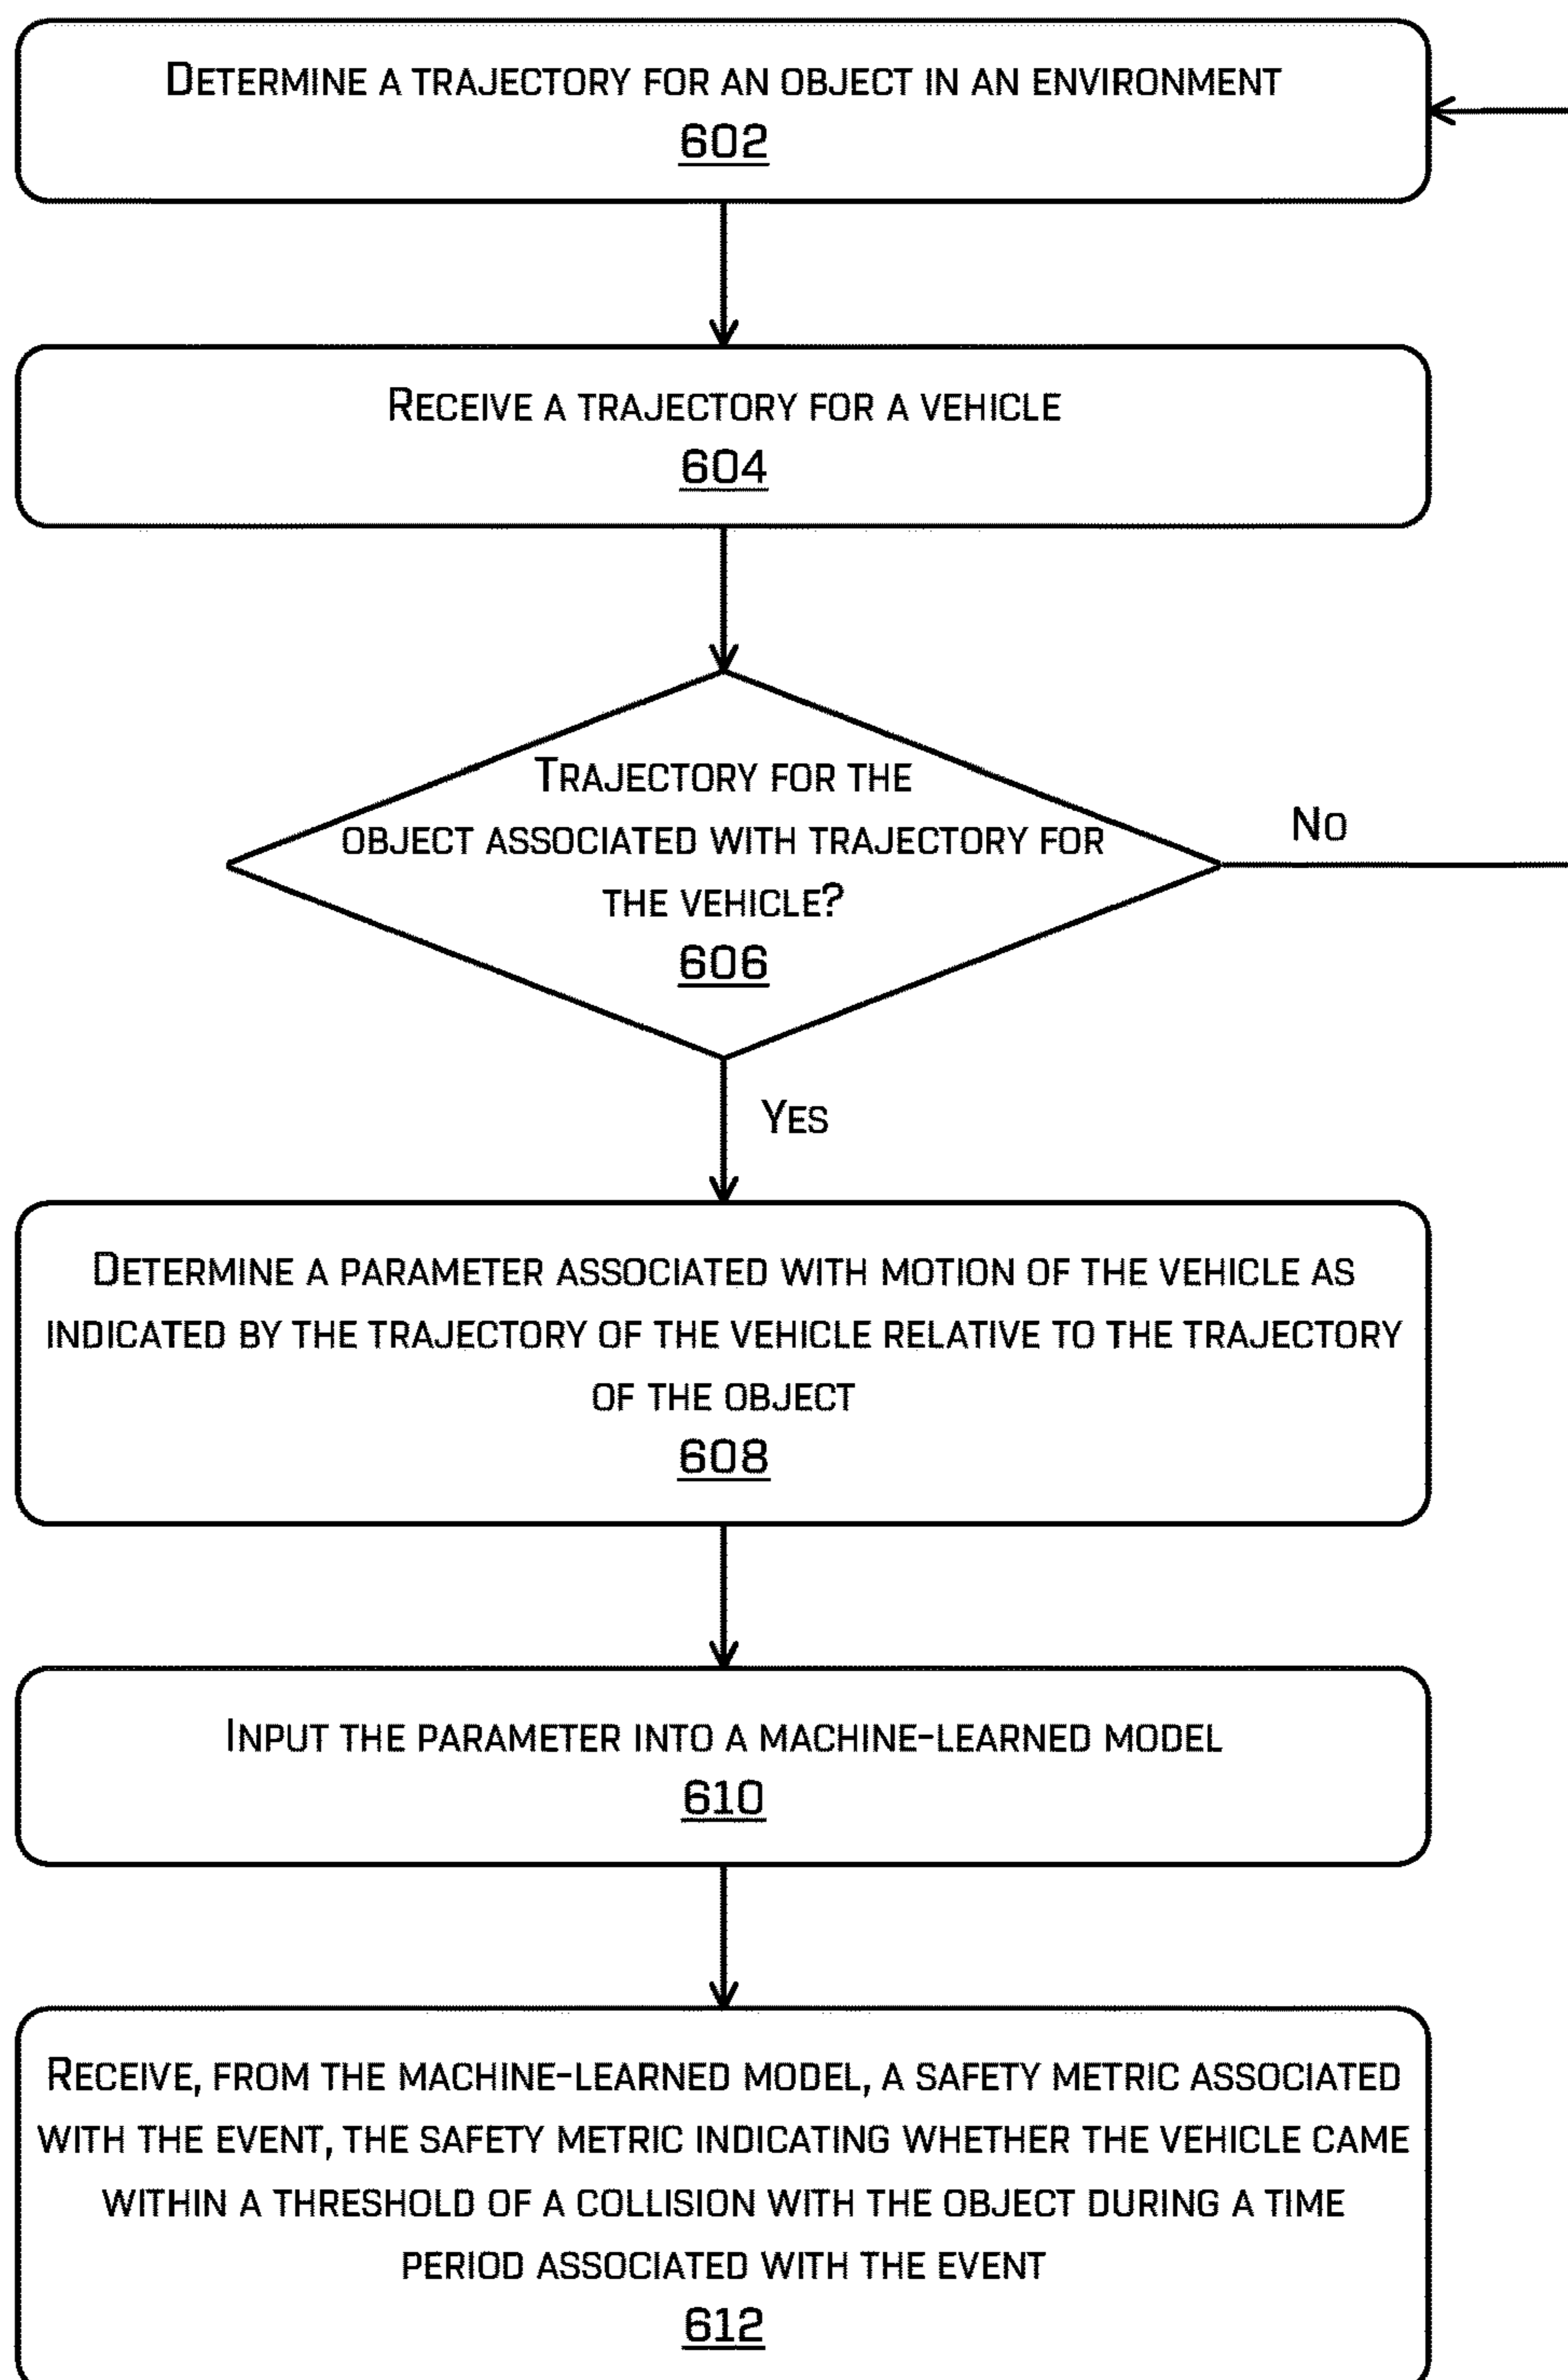 DETERMINE A TRAJECTORY FOR AN OBJECT IN AN ENVIRONMENT
602
RECEIVE A TRAJECTORY FOR A VEHICLE
604
TRAJECTORY FOR THE
OBJECT ASSOCIATED WITH TRAJECTORY FOR
THE VEHICLE?
606
NO
YES
DETERMINE A PARAMETER ASSOCIATED WITH MOTION OF THE VEHICLE AS
INDICATED BY THE TRAJECTORY OF THE VEHICLE RELATIVE TO THE TRAJECTORY
OF THE OBJECT
608
INPUT THE PARAMETER INTO A MACHINE-LEARNED MODEL
610
RECEIVE, FROM THE MACHINE-LEARNED MODEL, A SAFETY METRIC ASSOCIATED
WITH THE EVENT, THE SAFETY METRIC INDICATING WHETHER THE VEHICLE CAME
WITHIN A THRESHOLD OF A COLLISION WITH THE OBJECT DURING A TIME
PERIOD ASSOCIATED WITH THE EVENT
612